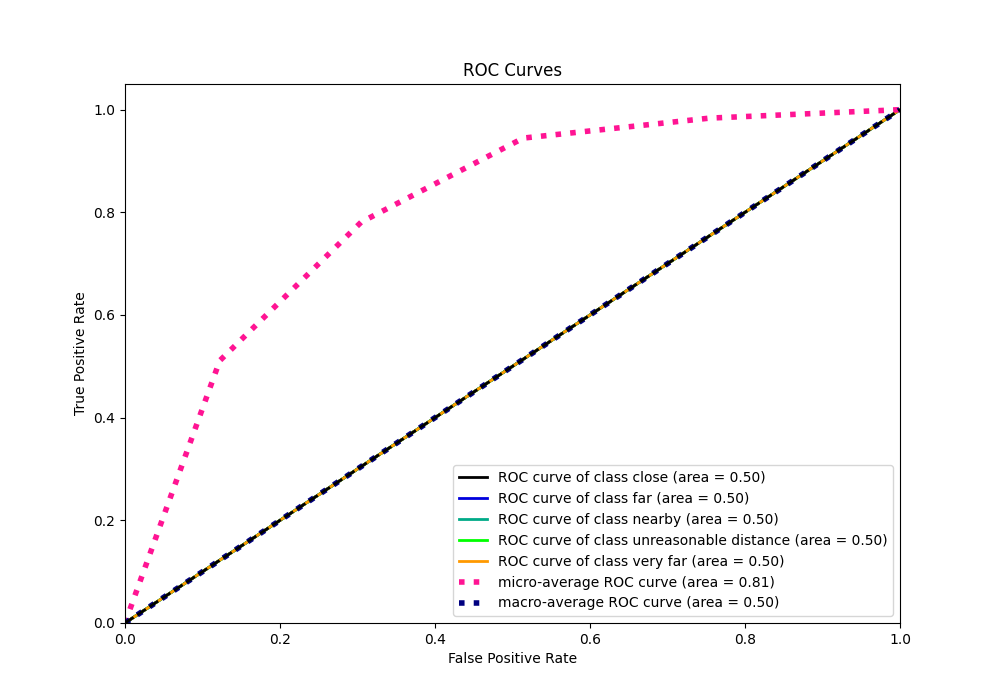 ROC Curves
True Positive Rate
1.0
0.8
0.6
0.4
0.2
0.0
0.0 0.2 0.4 0.6 0.8 1.0
False Positive Rate
ROC curve of class close (area = 0.50)
ROC curve of class far (area = 0.50)
ROC curve of class nearby (area = 0.50)
ROC curve of class unreasonable distance (area = 0.50)
ROC curve of class very far (area = 0.50)
micro-average ROC curve (area = 0.81)
macro-average ROC curve (area = 0.50)